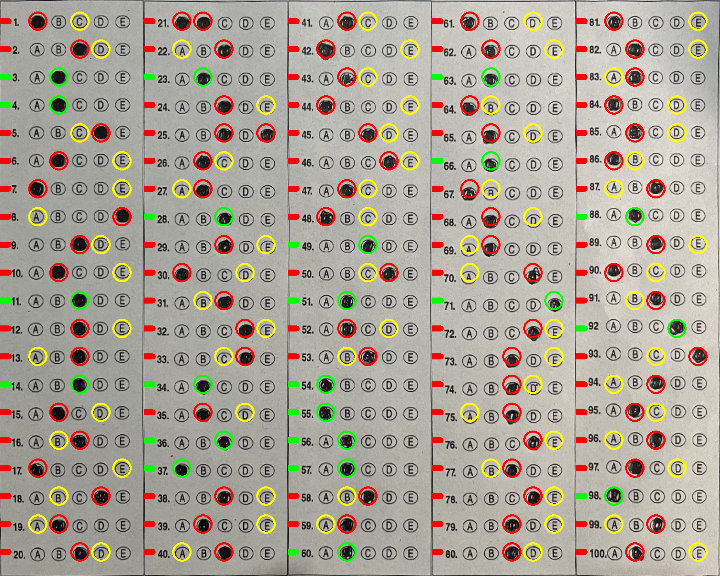 1. B C D E
2. A B D E
3. A C D E
4. A C D E
5. A B C E
6. A C D E
7. B C D E
8. A B C D
9. A B D E
10. A C D E
11. A B D E
12. A B D E
13. A B D E
14. A B D E
15. A C D E
16. A B D E
17. B C D E
18. A B C E
19. A C D E
20. A B D E
21. C D E
22. A B D E
23. A C D E
24. A B D E
25. A B D
26. A C D E
27. A C D E
28. A B D E
29. A B D E
30. B C D E
31. A B D E
32. A B C E
33. A B C E
34. A C D E
35. A C D E
36. A B D E
37. B C D E
38. A B D E
39. A C D E
40. A B D E
41. A C D E
42. B C D E
43. A C D E
44. B C D E
45. A B D E
46. A B C E
47. A C D E
48. B C D E
49. A B D E
50. A B C E
51. A C D E
52. A C D E
53. A B D E
54. B C D E
55. B C D E
56. A C D E
57. A C D E
58. A B D E
59. A C D E
60. A C D E
61. B C D E
62. A C D E
63. A C D E
64. B C D E
65. A C D E
66. A C D E
67. B C D E
68. A C D E
69. A C D E
70. A B C E
71. A B C D
72. A B C E
73. A B D E
74. A B D E
75. A B D E
76. A B C E
77. A B D E
78. A B C E
79. A B D E
80. A B D E
81. B C D E
82. A C D E
83. A C D E
84. B C D E
85. A C D E
86. B C D E
87. A B D E
88. A C D E
89. A B D E
90. B C D E
91. A B D E
92 A B C E
93. A B C D
94. A B D E
95. A C D E
96. A B D E
97. A C D E
98. B C D E
99. A B D E
100. A C D E